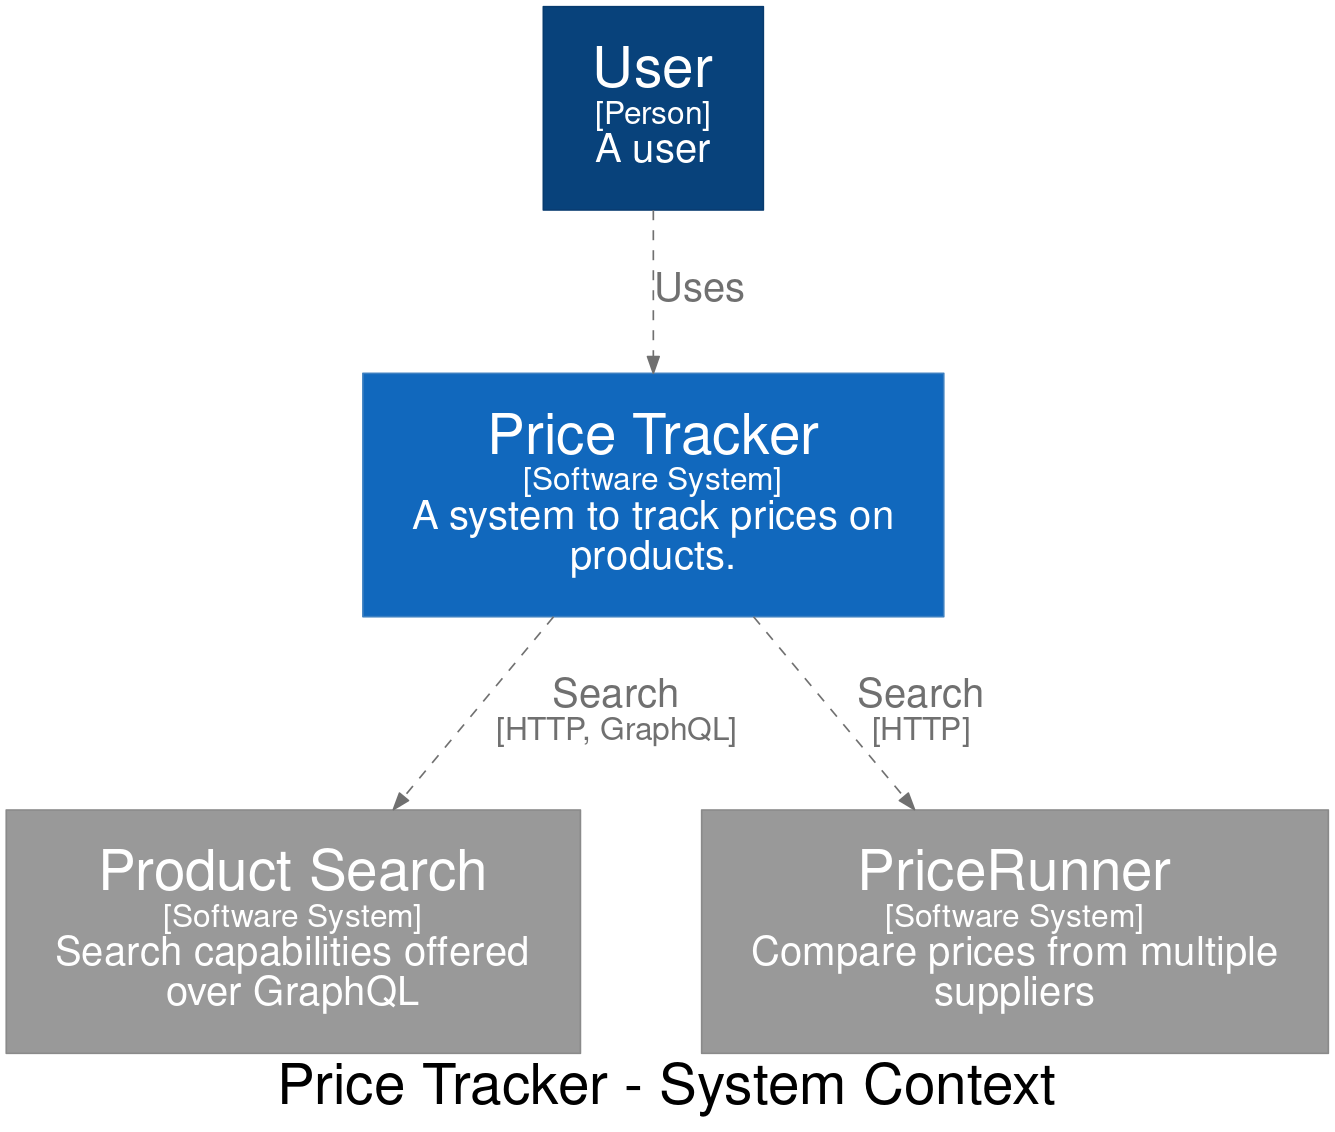 User
[Person]
A user
Uses
Price Tracker
[Software System]
A system to track prices on
products.
Search
[HTTP, GraphQL]
Search
[HTTP]
Product Search
[Software System]
Search capabilities offered
over GraphQL
PriceRunner
[Software System]
Compare prices from multiple
suppliers
Price Tracker - System Context